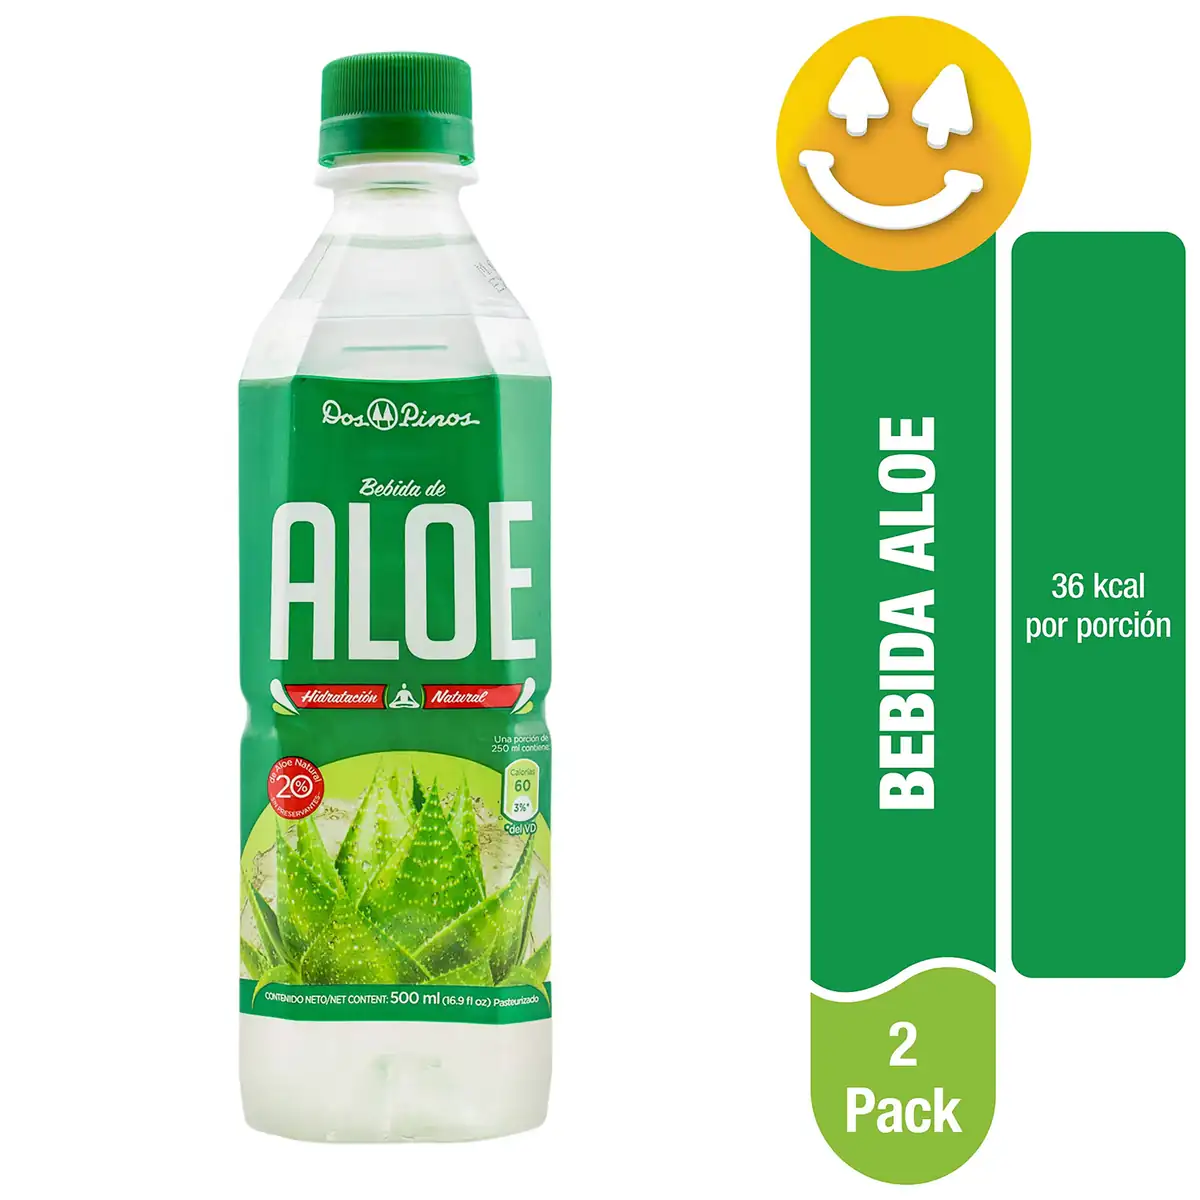 Dos Pinos
Bebida de
ALOE
Hidratación Natural
Una porción de
250 ml contiene:
Calorías
60
3%*
*del VD
de Aloe Natural
20%
SIN PRESERVANTES
CONTENIDO NETO/NET CONTENT: 500 ml (16.9 fl oz) Pasteurizado
BEBIDA ALOE
2
Pack
36 kcal
por porción